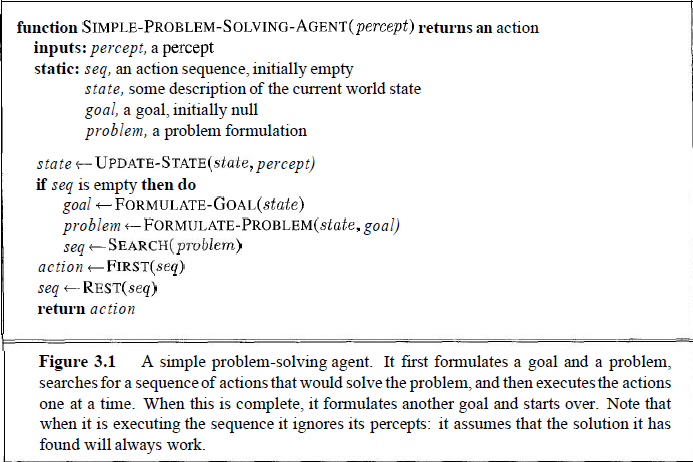 function SIMPLE-PROBLEM-SOLVING-AGENT(percept) returns an action
inputs: percept, a percept
static: seq, an action sequence, initially empty
state, some description of the current world state
goal, a goal, initially null
problem, a problem formulation
state ← UPDATE-STATE(state, percept)
if seq is empty then do
goal ← FORMULATE-GOAL(state)
problem ← FORMULATE-PROBLEM(state, goal)
seq ← SEARCH(problem)
action ← FIRST(seq)
seq ← REST(seq)
return action
Figure 3.1 A simple problem-solving agent. It first formulates a goal and a problem,
searches for a sequence of actions that would solve the problem, and then executes the actions
one at a time. When this is complete, it formulates another goal and starts over. Note that
when it is executing the sequence it ignores its percepts: it assumes that the solution it has
found will always work.